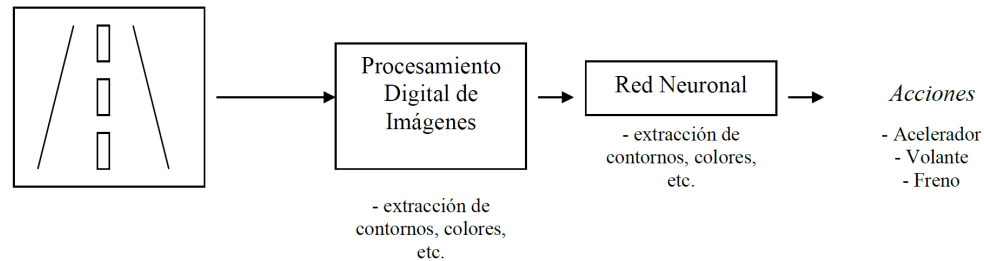 Procesamiento
Digital de
Imágenes
- extracción de
contornos, colores,
etc.
Red Neuronal
- extracción de
contornos, colores,
etc.
Acciones
- Acelerador
- Volante
- Freno